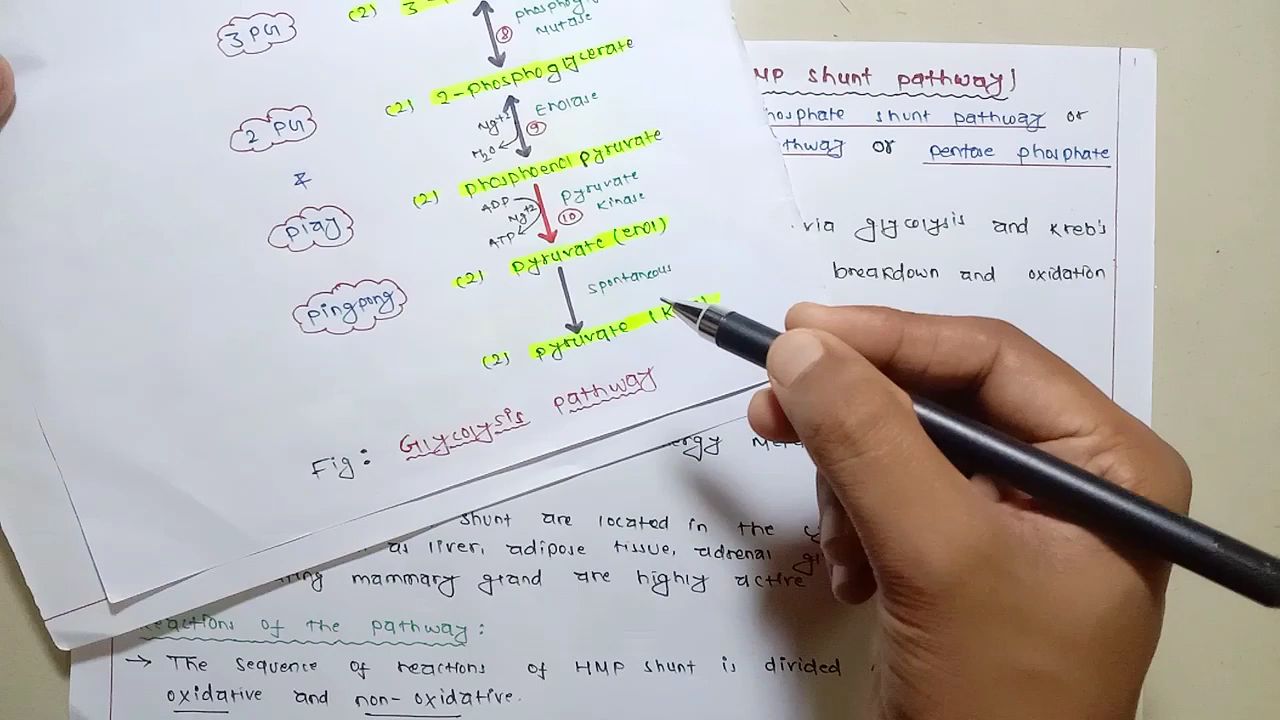 3 PG
(2) 3-
8
Mutase
(2) 2-phosphoglycerate
2 PG
Mg+2
Enolase
9
H2O
(2) phosphoenol pyruvate
play
ADP
Mg+2
ATP
10
pyruvate
Kinase
(2) pyruvate (enol)
spontaneous
pingpong
(2) pyruvate
Fig: Glycolysis pathway
MP shunt pathway)
hosphate shunt pathway or
thway or pentose phosphate
via glycolysis and Kreb's
breakdown and oxidation
shunt are located in the
as liver, adipose tissue, adrenal
mammary gland are highly active
Reactions of the pathway:
→ The sequence of reactions of HMP shunt is divided
oxidative and non-oxidative.